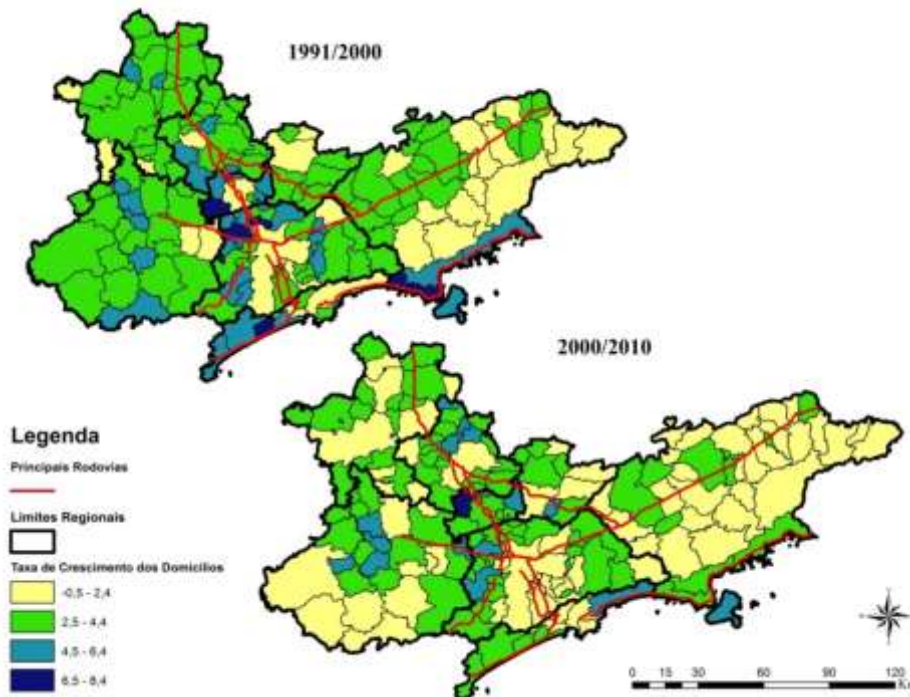 1991/2000
2000/2010
Legenda
Principais Rodovias
Limites Regionais
Taxa de Crescimento dos Domicílios
-0,5 - 2,4
2,5 - 4,4
4,5 - 6,4
6,5 - 8,4
0 15 30 60 90 120